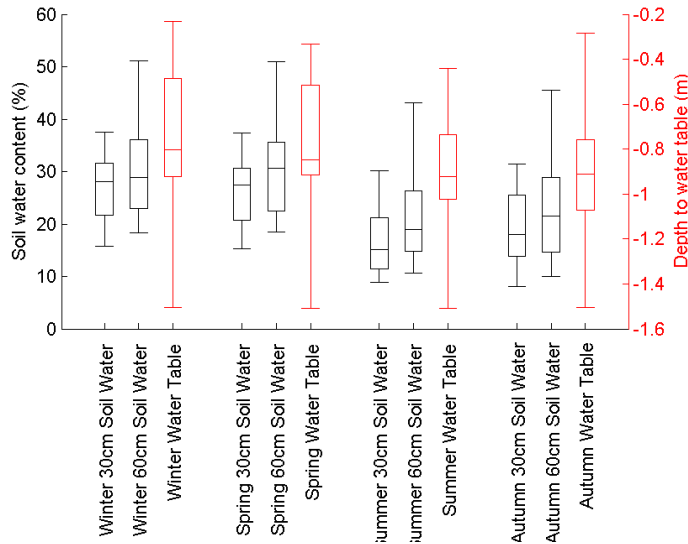 60
50
40
30
20
10
0
Soil water content (%)
-0.2
-0.4
-0.6
-0.8
-1
-1.2
-1.4
-1.6
Depth to water table (m)
Winter 30cm Soil Water
Winter 60cm Soil Water
Winter Water Table
Spring 30cm Soil Water
Spring 60cm Soil Water
Spring Water Table
Summer 30cm Soil Water
Summer 60cm Soil Water
Summer Water Table
Autumn 30cm Soil Water
Autumn 60cm Soil Water
Autumn Water Table